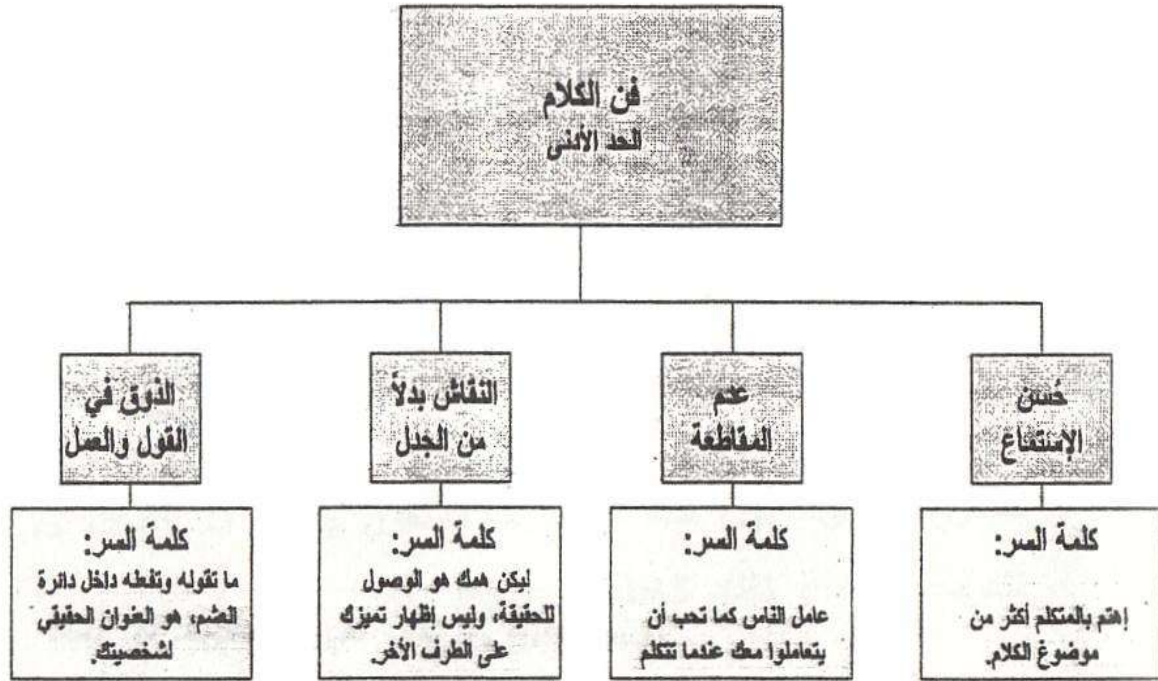 فن الكلام
الحد الأدنى
حُسن
الإستماع
عدم
المقاطعة
النقاش بدلاً
من الجدل
الذوق في
القول والعمل
كلمة السر:
إهتم بالمتكلم أكثر من
موضوع الكلام.
كلمة السر:
عامل الناس كما تحب أن
يتعاملوا معك عندما تتكلم
كلمة السر:
ليكن همك هو الوصول
للحقيقة، وليس إظهار تميزك
على الطرف الأخر.
كلمة السر:
ما تقوله وتفعله داخل دائرة
العشم، هو العنوان الحقيقي
لشخصيتك.